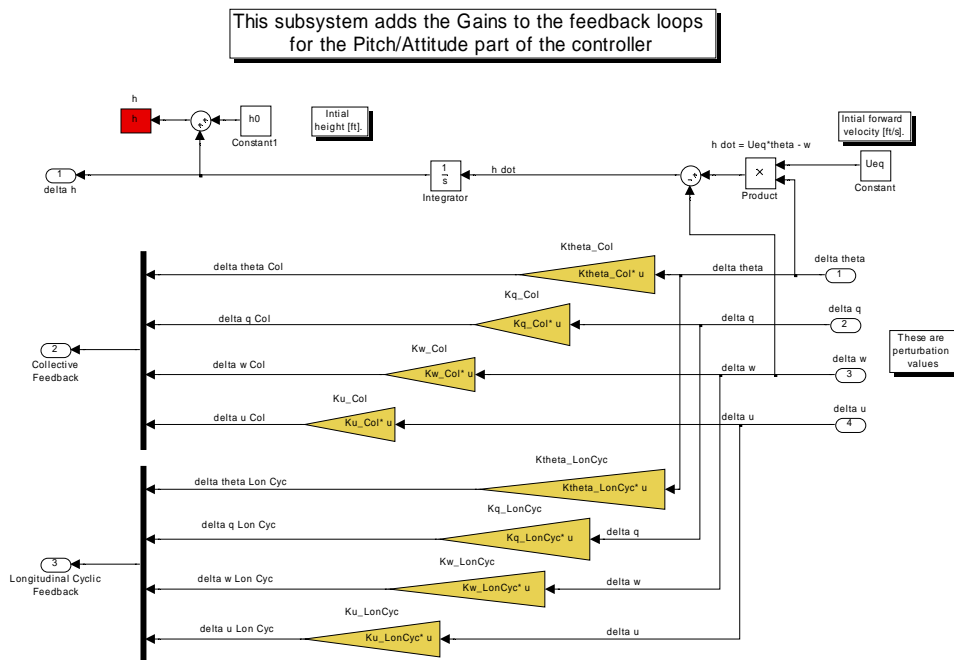 This subsystem adds the Gains to the feedback loops
for the Pitch/Attitude part of the controller
h
h
h0
Constant1
Intial
height [ft].
Intial forward
velocity [ft/s].
h dot = Ueq*theta - w
1
delta h
1
s
Integrator
h dot
×
Product
Ueq
Constant
Ktheta_Col
delta theta Col
Ktheta_Col* u
delta theta
delta theta
1
Kq_Col
delta q Col
Kq_Col* u
delta q
delta q
2
Kw_Col
delta w Col
Kw_Col* u
delta w
delta w
3
These are
perturbation
values
2
Collective
Feedback
Ku_Col
delta u Col
Ku_Col* u
delta u
delta u
4
Ktheta_LonCyc
delta theta Lon Cyc
Ktheta_LonCyc* u
Kq_LonCyc
delta q Lon Cyc
Kq_LonCyc* u
delta q
3
Longitudinal Cyclic
Feedback
Kw_LonCyc
delta w Lon Cyc
Kw_LonCyc* u
delta w
Ku_LonCyc
delta u Lon Cyc
Ku_LonCyc* u
delta u